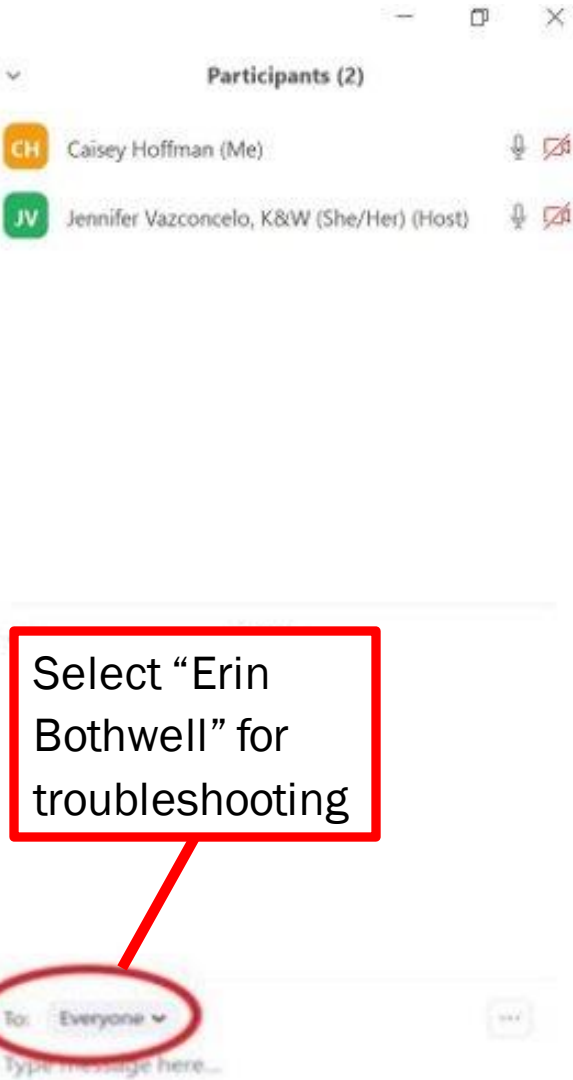 Participants (2)
CH Caisey Hoffman (Me)
JV Jennifer Vazconcelo, K&W (She/Her) (Host)
Select “Erin
Bothwell” for
troubleshooting
To: Everyone
Type message here...